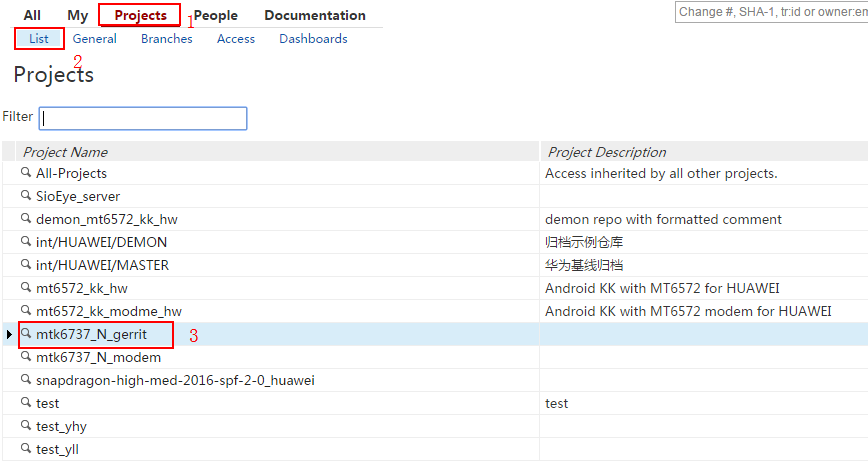 All My Projects 1 People Documentation
Change #, SHA-1, tr:id or owner:em
List General Branches Access Dashboards
2
Projects
Filter
Project Name Project Description
All-Projects Access inherited by all other projects.
SioEye_server
demon_mt6572_kk_hw demon repo with formatted comment
int/HUAWEI/DEMON 归档示例仓库
int/HUAWEI/MASTER 华为基线归档
mt6572_kk_hw Android KK with MT6572 for HUAWEI
mt6572_kk_modme_hw Android KK with MT6572 modem for HUAWEI
mtk6737_N_gerrit 3
mtk6737_N_modem
snapdragon-high-med-2016-spf-2-0_huawei
test test
test_yhy
test_yll